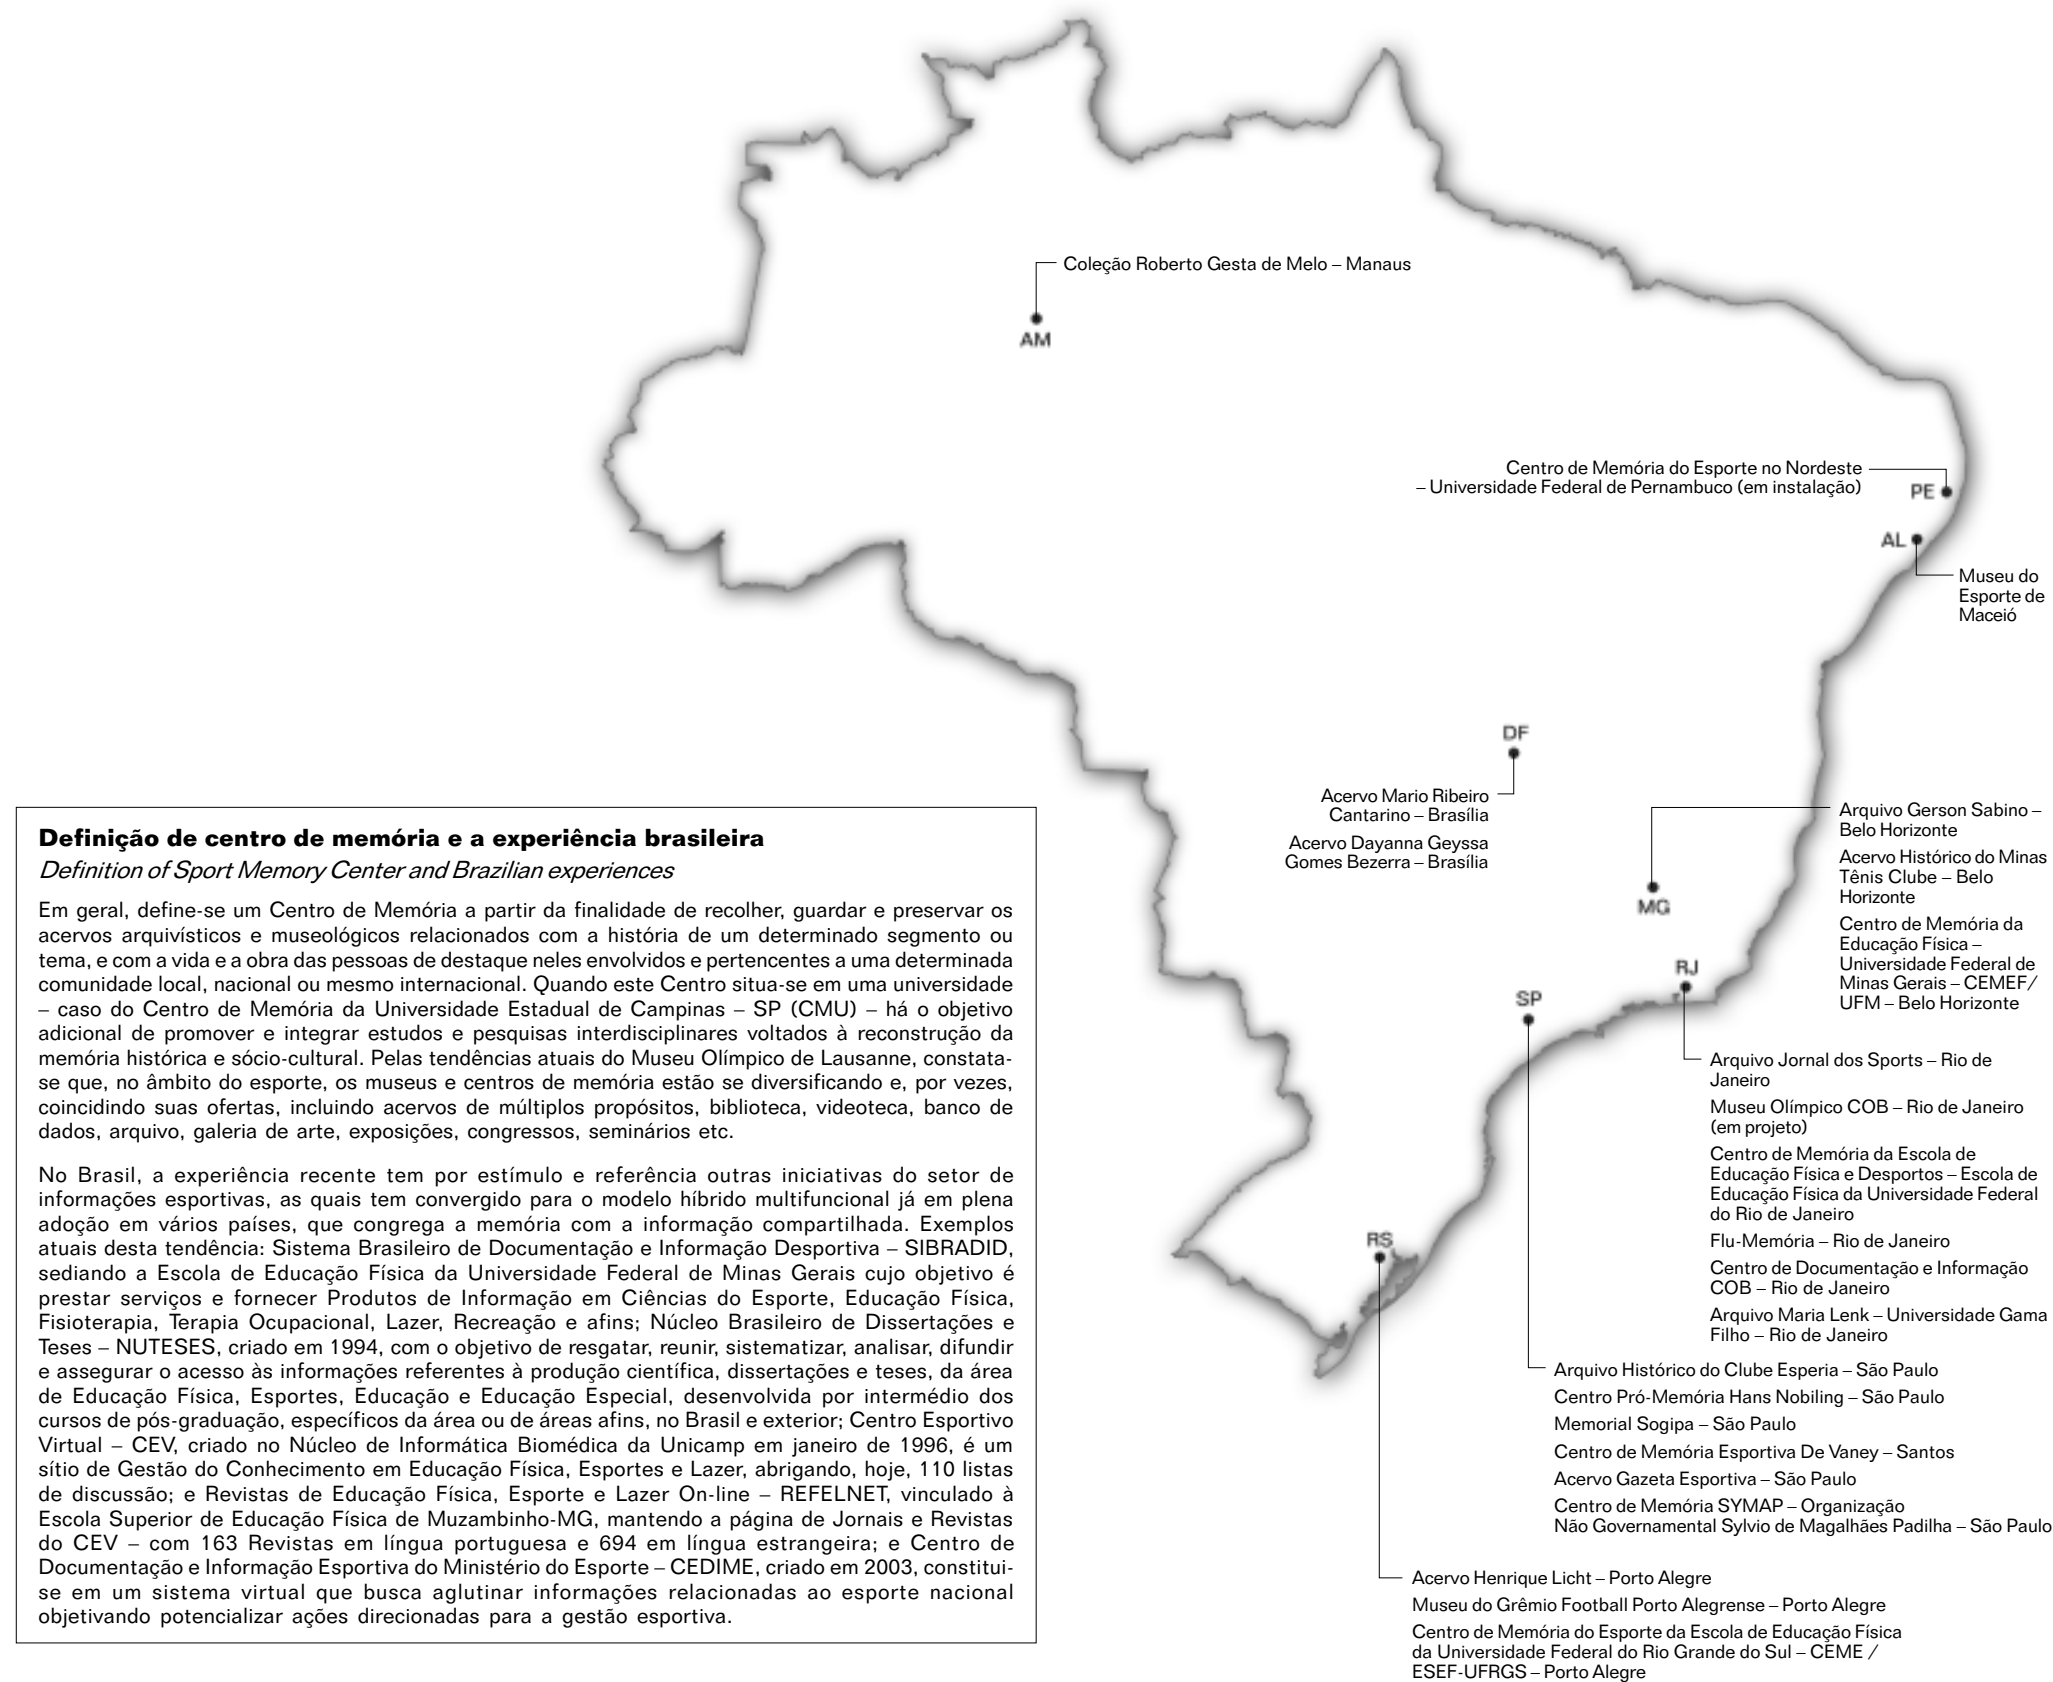 Coleção Roberto Gesta de Melo – Manaus
AM
Centro de Memória do Esporte no Nordeste
– Universidade Federal de Pernambuco (em instalação)
PE
AL
Museu do
Esporte de
Maceió
DF
Acervo Mario Ribeiro
Cantarino – Brasília
Acervo Dayanna Geyssa
Gomes Bezerra – Brasília
Arquivo Gerson Sabino –
Belo Horizonte
Acervo Histórico do Minas
Tênis Clube – Belo
Horizonte
Centro de Memória da
Educação Física –
Universidade Federal de
Minas Gerais – CEMEF/
UFM – Belo Horizonte
MG
RJ
SP
Arquivo Jornal dos Sports – Rio de
Janeiro
Museu Olímpico COB – Rio de Janeiro
(em projeto)
Centro de Memória da Escola de
Educação Física e Desportos – Escola de
Educação Física da Universidade Federal
do Rio de Janeiro
Flu-Memória – Rio de Janeiro
Centro de Documentação e Informação
COB – Rio de Janeiro
Arquivo Maria Lenk – Universidade Gama
Filho – Rio de Janeiro
RS
Arquivo Histórico do Clube Esperia – São Paulo
Centro Pró-Memória Hans Nobiling – São Paulo
Memorial Sogipa – São Paulo
Centro de Memória Esportiva De Vaney – Santos
Acervo Gazeta Esportiva – São Paulo
Centro de Memória SYMAP – Organização
Não Governamental Sylvio de Magalhães Padilha – São Paulo
Acervo Henrique Licht – Porto Alegre
Museu do Grêmio Football Porto Alegrense – Porto Alegre
Centro de Memória do Esporte da Escola de Educação Física
da Universidade Federal do Rio Grande do Sul – CEME /
ESEF-UFRGS – Porto Alegre
Definição de centro de memória e a experiência brasileira
Definition of Sport Memory Center and Brazilian experiences
Em geral, define-se um Centro de Memória a partir da finalidade de recolher, guardar e preservar os
acervos arquivísticos e museológicos relacionados com a história de um determinado segmento ou
tema, e com a vida e a obra das pessoas de destaque neles envolvidos e pertencentes a uma determinada
comunidade local, nacional ou mesmo internacional. Quando este Centro situa-se em uma universidade
– caso do Centro de Memória da Universidade Estadual de Campinas – SP (CMU) – há o objetivo
adicional de promover e integrar estudos e pesquisas interdisciplinares voltados à reconstrução da
memória histórica e sócio-cultural. Pelas tendências atuais do Museu Olímpico de Lausanne, constata-
se que, no âmbito do esporte, os museus e centros de memória estão se diversificando e, por vezes,
coincidindo suas ofertas, incluindo acervos de múltiplos propósitos, biblioteca, videoteca, banco de
dados, arquivo, galeria de arte, exposições, congressos, seminários etc.
No Brasil, a experiência recente tem por estímulo e referência outras iniciativas do setor de
informações esportivas, as quais tem convergido para o modelo híbrido multifuncional já em plena
adoção em vários países, que congrega a memória com a informação compartilhada. Exemplos
atuais desta tendência: Sistema Brasileiro de Documentação e Informação Desportiva – SIBRADID,
sediando a Escola de Educação Física da Universidade Federal de Minas Gerais cujo objetivo é
prestar serviços e fornecer Produtos de Informação em Ciências do Esporte, Educação Física,
Fisioterapia, Terapia Ocupacional, Lazer, Recreação e afins; Núcleo Brasileiro de Dissertações e
Teses – NUTESES, criado em 1994, com o objetivo de resgatar, reunir, sistematizar, analisar, difundir
e assegurar o acesso às informações referentes à produção científica, dissertações e teses, da área
de Educação Física, Esportes, Educação e Educação Especial, desenvolvida por intermédio dos
cursos de pós-graduação, específicos da área ou de áreas afins, no Brasil e exterior; Centro Esportivo
Virtual – CEV, criado no Núcleo de Informática Biomédica da Unicamp em janeiro de 1996, é um
sítio de Gestão do Conhecimento em Educação Física, Esportes e Lazer, abrigando, hoje, 110 listas
de discussão; e Revistas de Educação Física, Esporte e Lazer On-line – REFELNET, vinculado à
Escola Superior de Educação Física de Muzambinho-MG, mantendo a página de Jornais e Revistas
do CEV – com 163 Revistas em língua portuguesa e 694 em língua estrangeira; e Centro de
Documentação e Informação Esportiva do Ministério do Esporte – CEDIME, criado em 2003, constitui-
se em um sistema virtual que busca aglutinar informações relacionadas ao esporte nacional
objetivando potencializar ações direcionadas para a gestão esportiva.